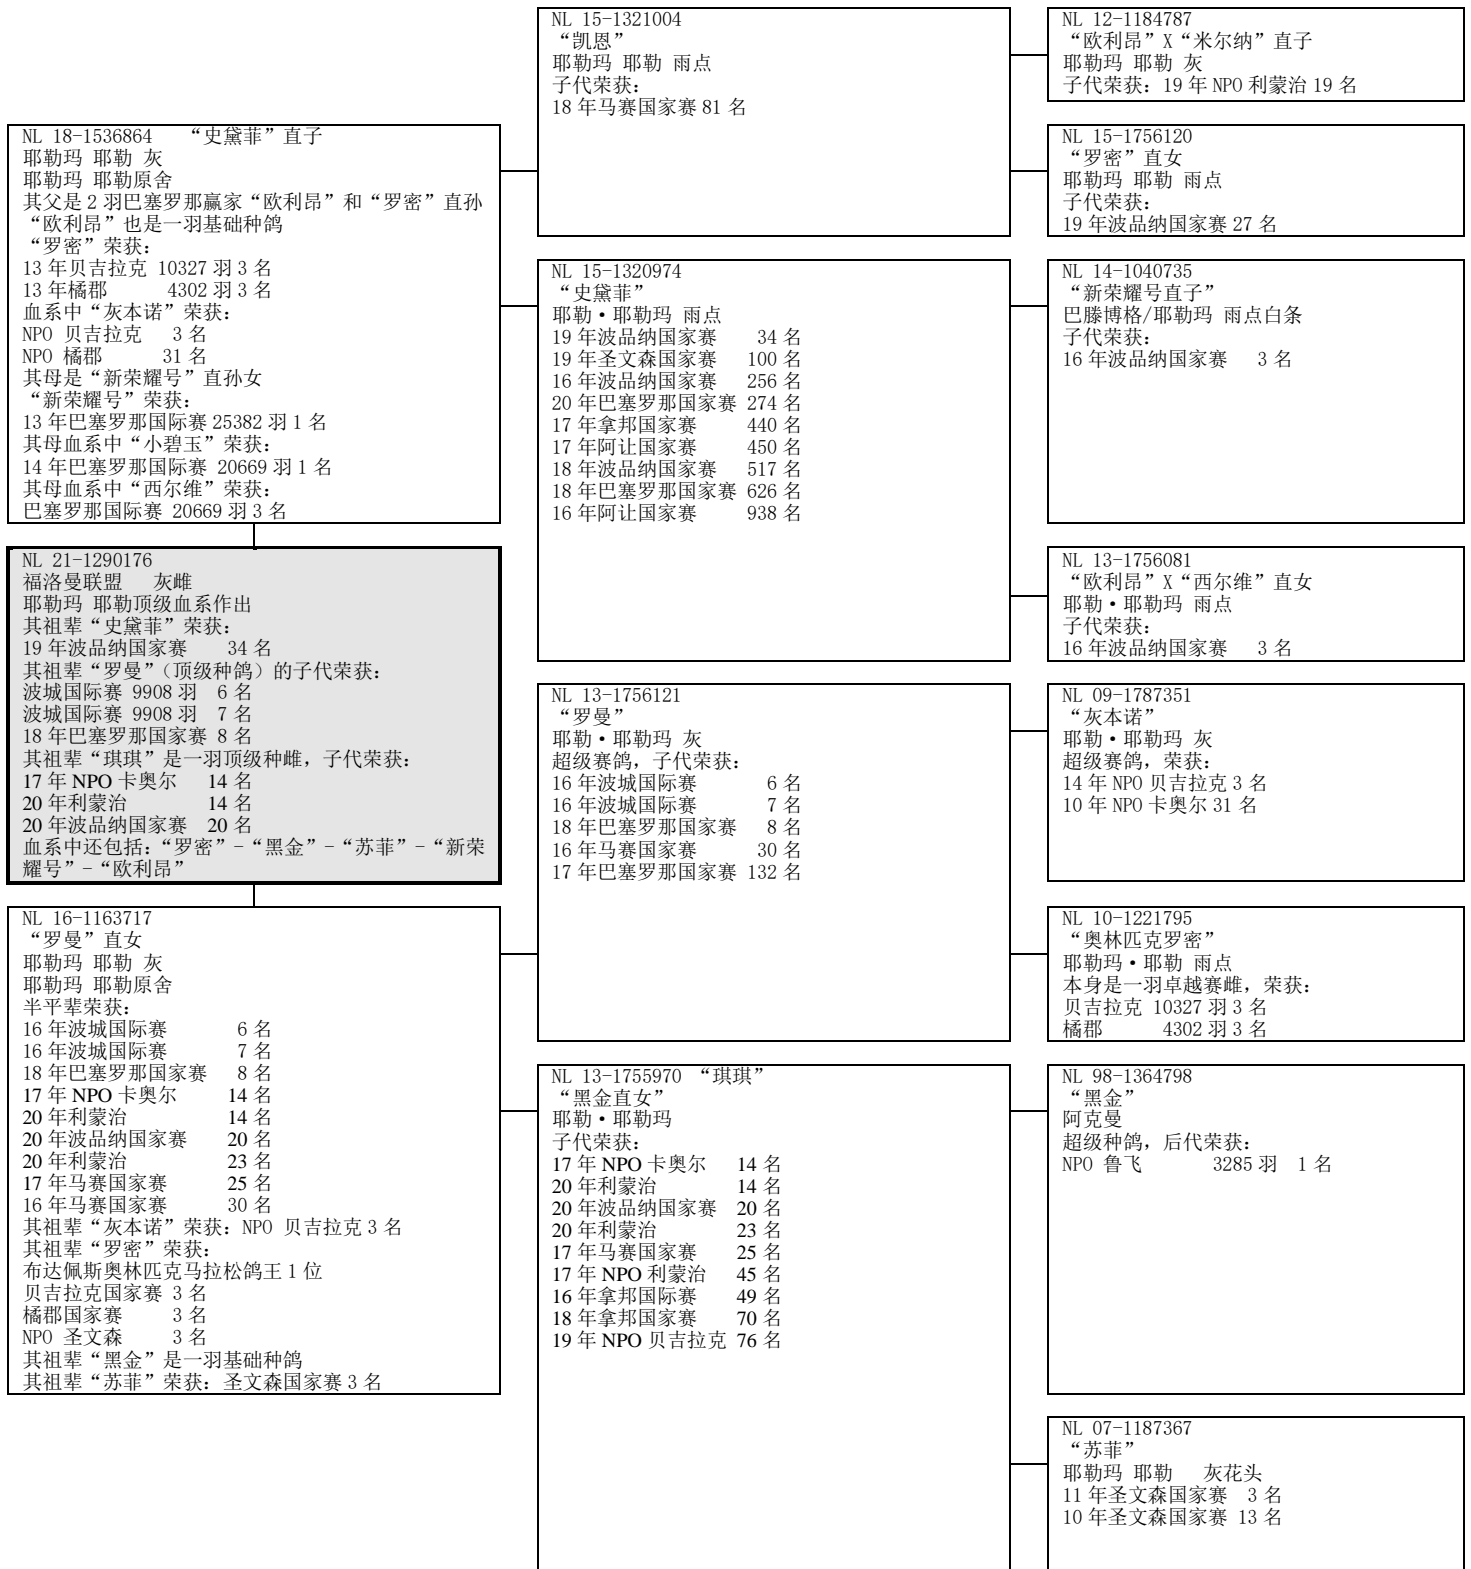 NL 18-1536864 “史黛菲”直子
耶勒玛 耶勒 灰
耶勒玛 耶勒原舍
其父是 2 羽巴塞罗那赢家“欧利昂”和“罗密”直孙
“欧利昂”也是一羽基础种鸽
“罗密”荣获：
13 年贝吉拉克 10327 羽 3 名
13 年橘郡 4302 羽 3 名
血系中“灰本诺”荣获：
NPO 贝吉拉克 3 名
NPO 橘郡 31 名
其母是“新荣耀号”直孙女
“新荣耀号”荣获：
13 年巴塞罗那国际赛 25382 羽 1 名
其母血系中“小碧玉”荣获：
14 年巴塞罗那国际赛 20669 羽 1 名
其母血系中“西尔维”荣获：
巴塞罗那国际赛 20669 羽 3 名
NL 21-1290176
福洛曼联盟 灰雌
耶勒玛 耶勒顶级血系作出
其祖辈“史黛菲”荣获：
19 年波品纳国家赛 34 名
其祖辈“罗曼”（顶级种鸽）的子代荣获：
波城国际赛 9908 羽 6 名
波城国际赛 9908 羽 7 名
18 年巴塞罗那国家赛 8 名
其祖辈“琪琪”是一羽顶级种雌，子代荣获：
17 年 NPO 卡奥尔 14 名
20 年利蒙治 14 名
20 年波品纳国家赛 20 名
血系中还包括：“罗密”-“黑金”-“苏菲”-“新荣
耀号”-“欧利昂”
NL 16-1163717
“罗曼”直女
耶勒玛 耶勒 灰
耶勒玛 耶勒原舍
半平辈荣获：
16 年波城国际赛 6 名
16 年波城国际赛 7 名
18 年巴塞罗那国家赛 8 名
17 年 NPO 卡奥尔 14 名
20 年利蒙治 14 名
20 年波品纳国家赛 20 名
20 年利蒙治 23 名
17 年马赛国家赛 25 名
16 年马赛国家赛 30 名
其祖辈“灰本诺”荣获：NPO 贝吉拉克 3 名
其祖辈“罗密”荣获：
布达佩斯奥林匹克马拉松鸽王 1 位
贝吉拉克国家赛 3 名
橘郡国家赛 3 名
NPO 圣文森 3 名
其祖辈“黑金”是一羽基础种鸽
其祖辈“苏菲”荣获：圣文森国家赛 3 名
NL 15-1321004
“凯恩”
耶勒玛 耶勒 雨点
子代荣获：
18 年马赛国家赛 81 名
NL 15-1320974
“史黛菲”
耶勒·耶勒玛 雨点
19 年波品纳国家赛 34 名
19 年圣文森国家赛 100 名
16 年波品纳国家赛 256 名
20 年巴塞罗那国家赛 274 名
17 年拿邦国家赛 440 名
17 年阿让国家赛 450 名
18 年波品纳国家赛 517 名
18 年巴塞罗那国家赛 626 名
16 年阿让国家赛 938 名
NL 13-1756121
“罗曼”
耶勒·耶勒玛 灰
超级赛鸽，子代荣获：
16 年波城国际赛 6 名
16 年波城国际赛 7 名
18 年巴塞罗那国家赛 8 名
16 年马赛国家赛 30 名
17 年巴塞罗那国家赛 132 名
NL 13-1755970 “琪琪”
“黑金直女”
耶勒·耶勒玛
子代荣获：
17 年 NPO 卡奥尔 14 名
20 年利蒙治 14 名
20 年波品纳国家赛 20 名
20 年利蒙治 23 名
17 年马赛国家赛 25 名
17 年 NPO 利蒙治 45 名
16 年拿邦国际赛 49 名
18 年拿邦国家赛 70 名
19 年 NPO 贝吉拉克 76 名
NL 12-1184787
“欧利昂”X“米尔纳”直子
耶勒玛 耶勒 灰
子代荣获：19 年 NPO 利蒙治 19 名
NL 15-1756120
“罗密”直女
耶勒玛 耶勒 雨点
子代荣获：
19 年波品纳国家赛 27 名
NL 14-1040735
“新荣耀号直子”
巴滕博格/耶勒玛 雨点白条
子代荣获：
16 年波品纳国家赛 3 名
NL 13-1756081
“欧利昂”X“西尔维”直女
耶勒·耶勒玛 雨点
子代荣获：
16 年波品纳国家赛 3 名
NL 09-1787351
“灰本诺”
耶勒·耶勒玛 灰
超级赛鸽，荣获：
14 年 NPO 贝吉拉克 3 名
10 年 NPO 卡奥尔 31 名
NL 10-1221795
“奥林匹克罗密”
耶勒玛·耶勒 雨点
本身是一羽卓越赛雌，荣获：
贝吉拉克 10327 羽 3 名
橘郡 4302 羽 3 名
NL 98-1364798
“黑金”
阿克曼
超级种鸽，后代荣获：
NPO 鲁飞 3285 羽 1 名
NL 07-1187367
“苏菲”
耶勒玛 耶勒 灰花头
11 年圣文森国家赛 3 名
10 年圣文森国家赛 13 名